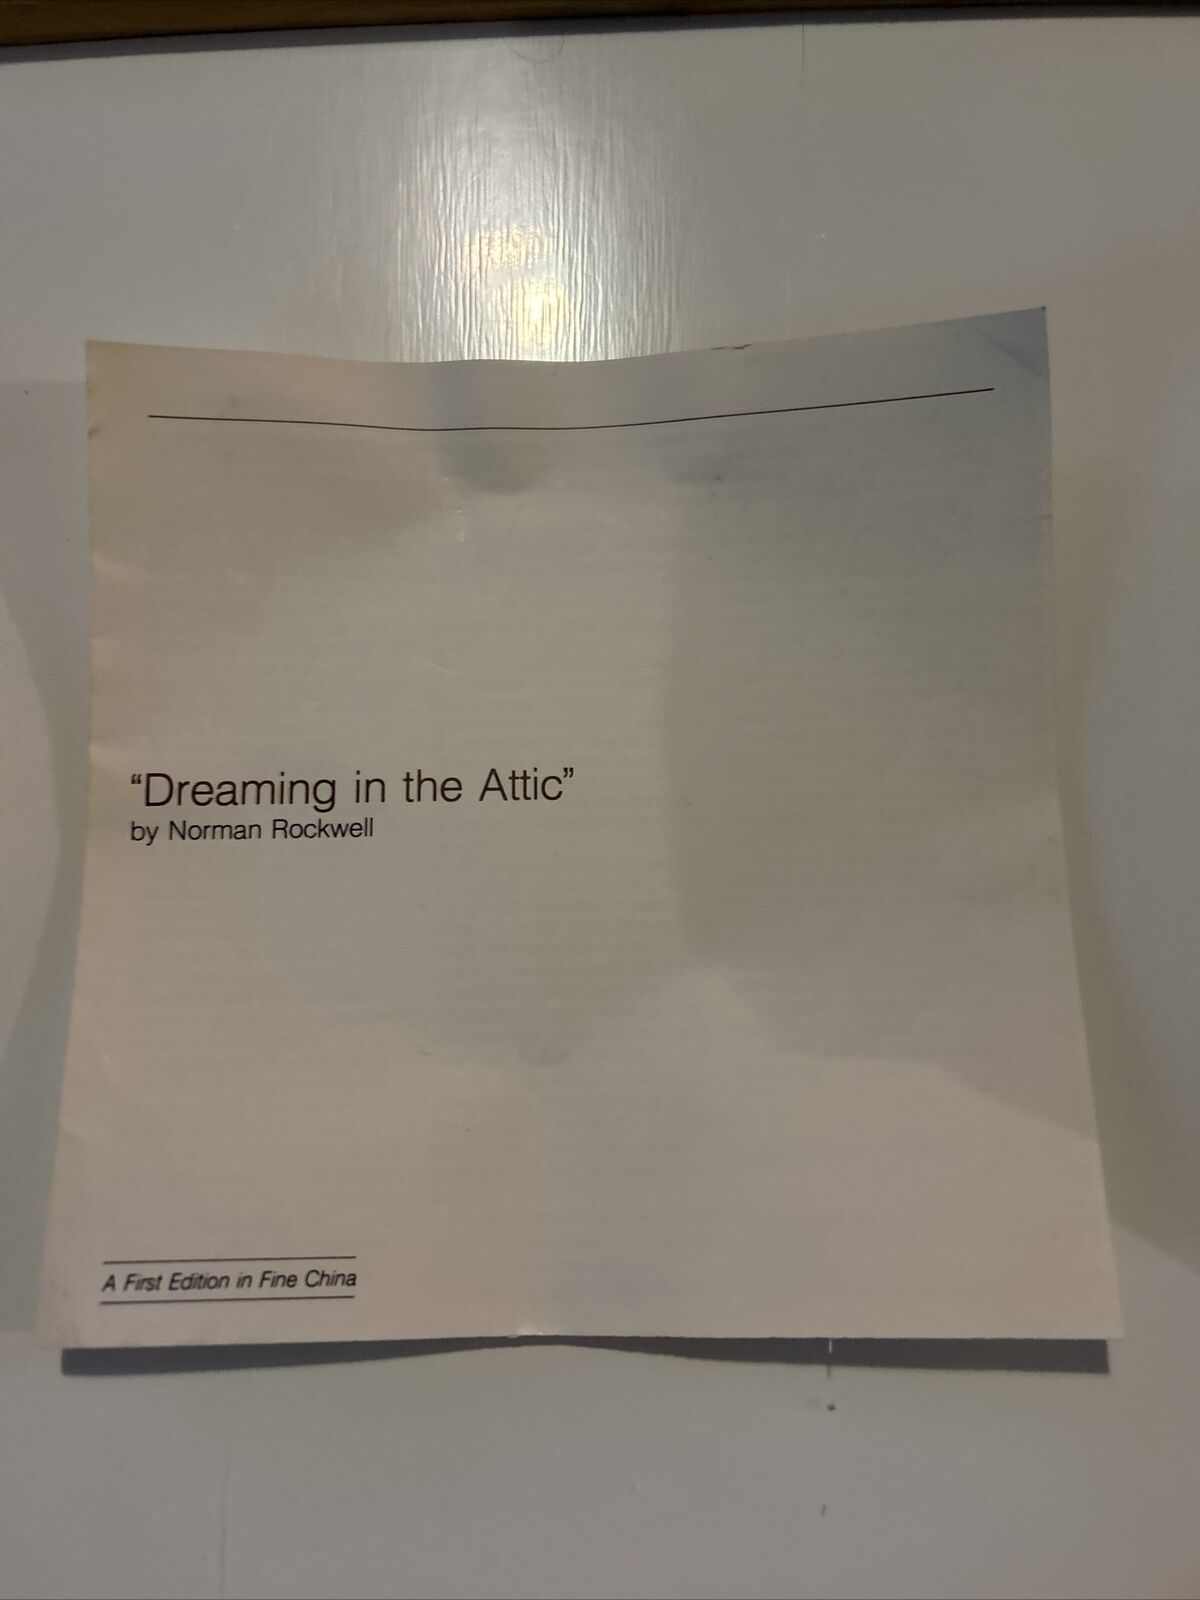 “Dreaming in the Attic”
by Norman Rockwell
A First Edition in Fine China